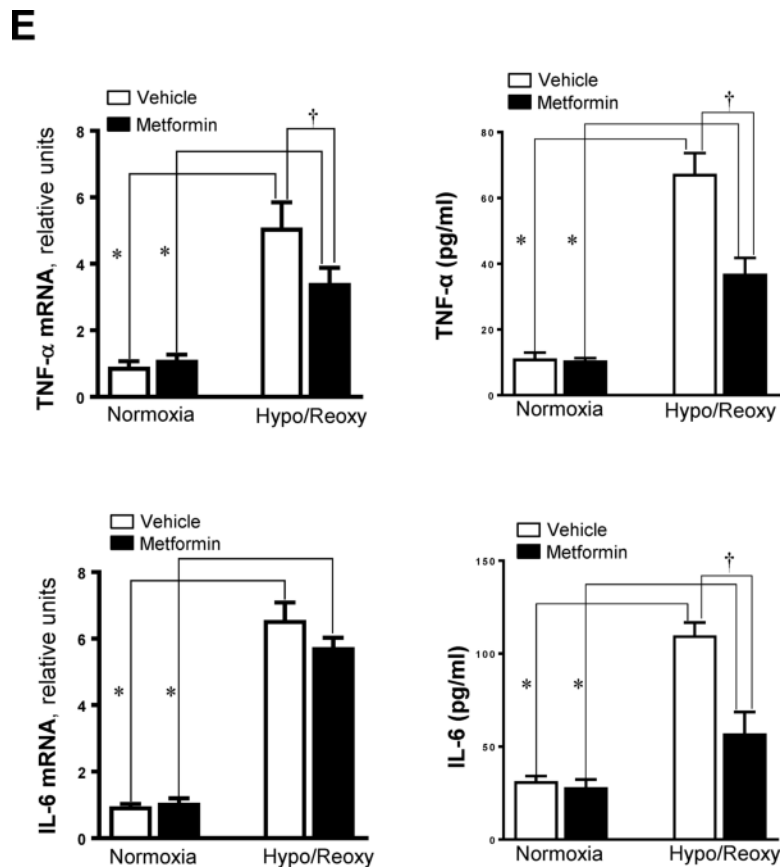 E
Vehicle
Metformin
†
8
6
4
2
0
*
*
TNF-α mRNA, relative units
Normoxia
Hypo/Reoxy
Vehicle
Metformin
†
80
60
40
20
0
*
*
TNF-α (pg/ml)
Normoxia
Hypo/Reoxy
Vehicle
Metformin
8
6
4
2
0
*
*
IL-6 mRNA, relative units
Normoxia
Hypo/Reoxy
Vehicle
Metformin
†
150
100
50
0
*
*
IL-6 (pg/ml)
Normoxia
Hypo/Reoxy